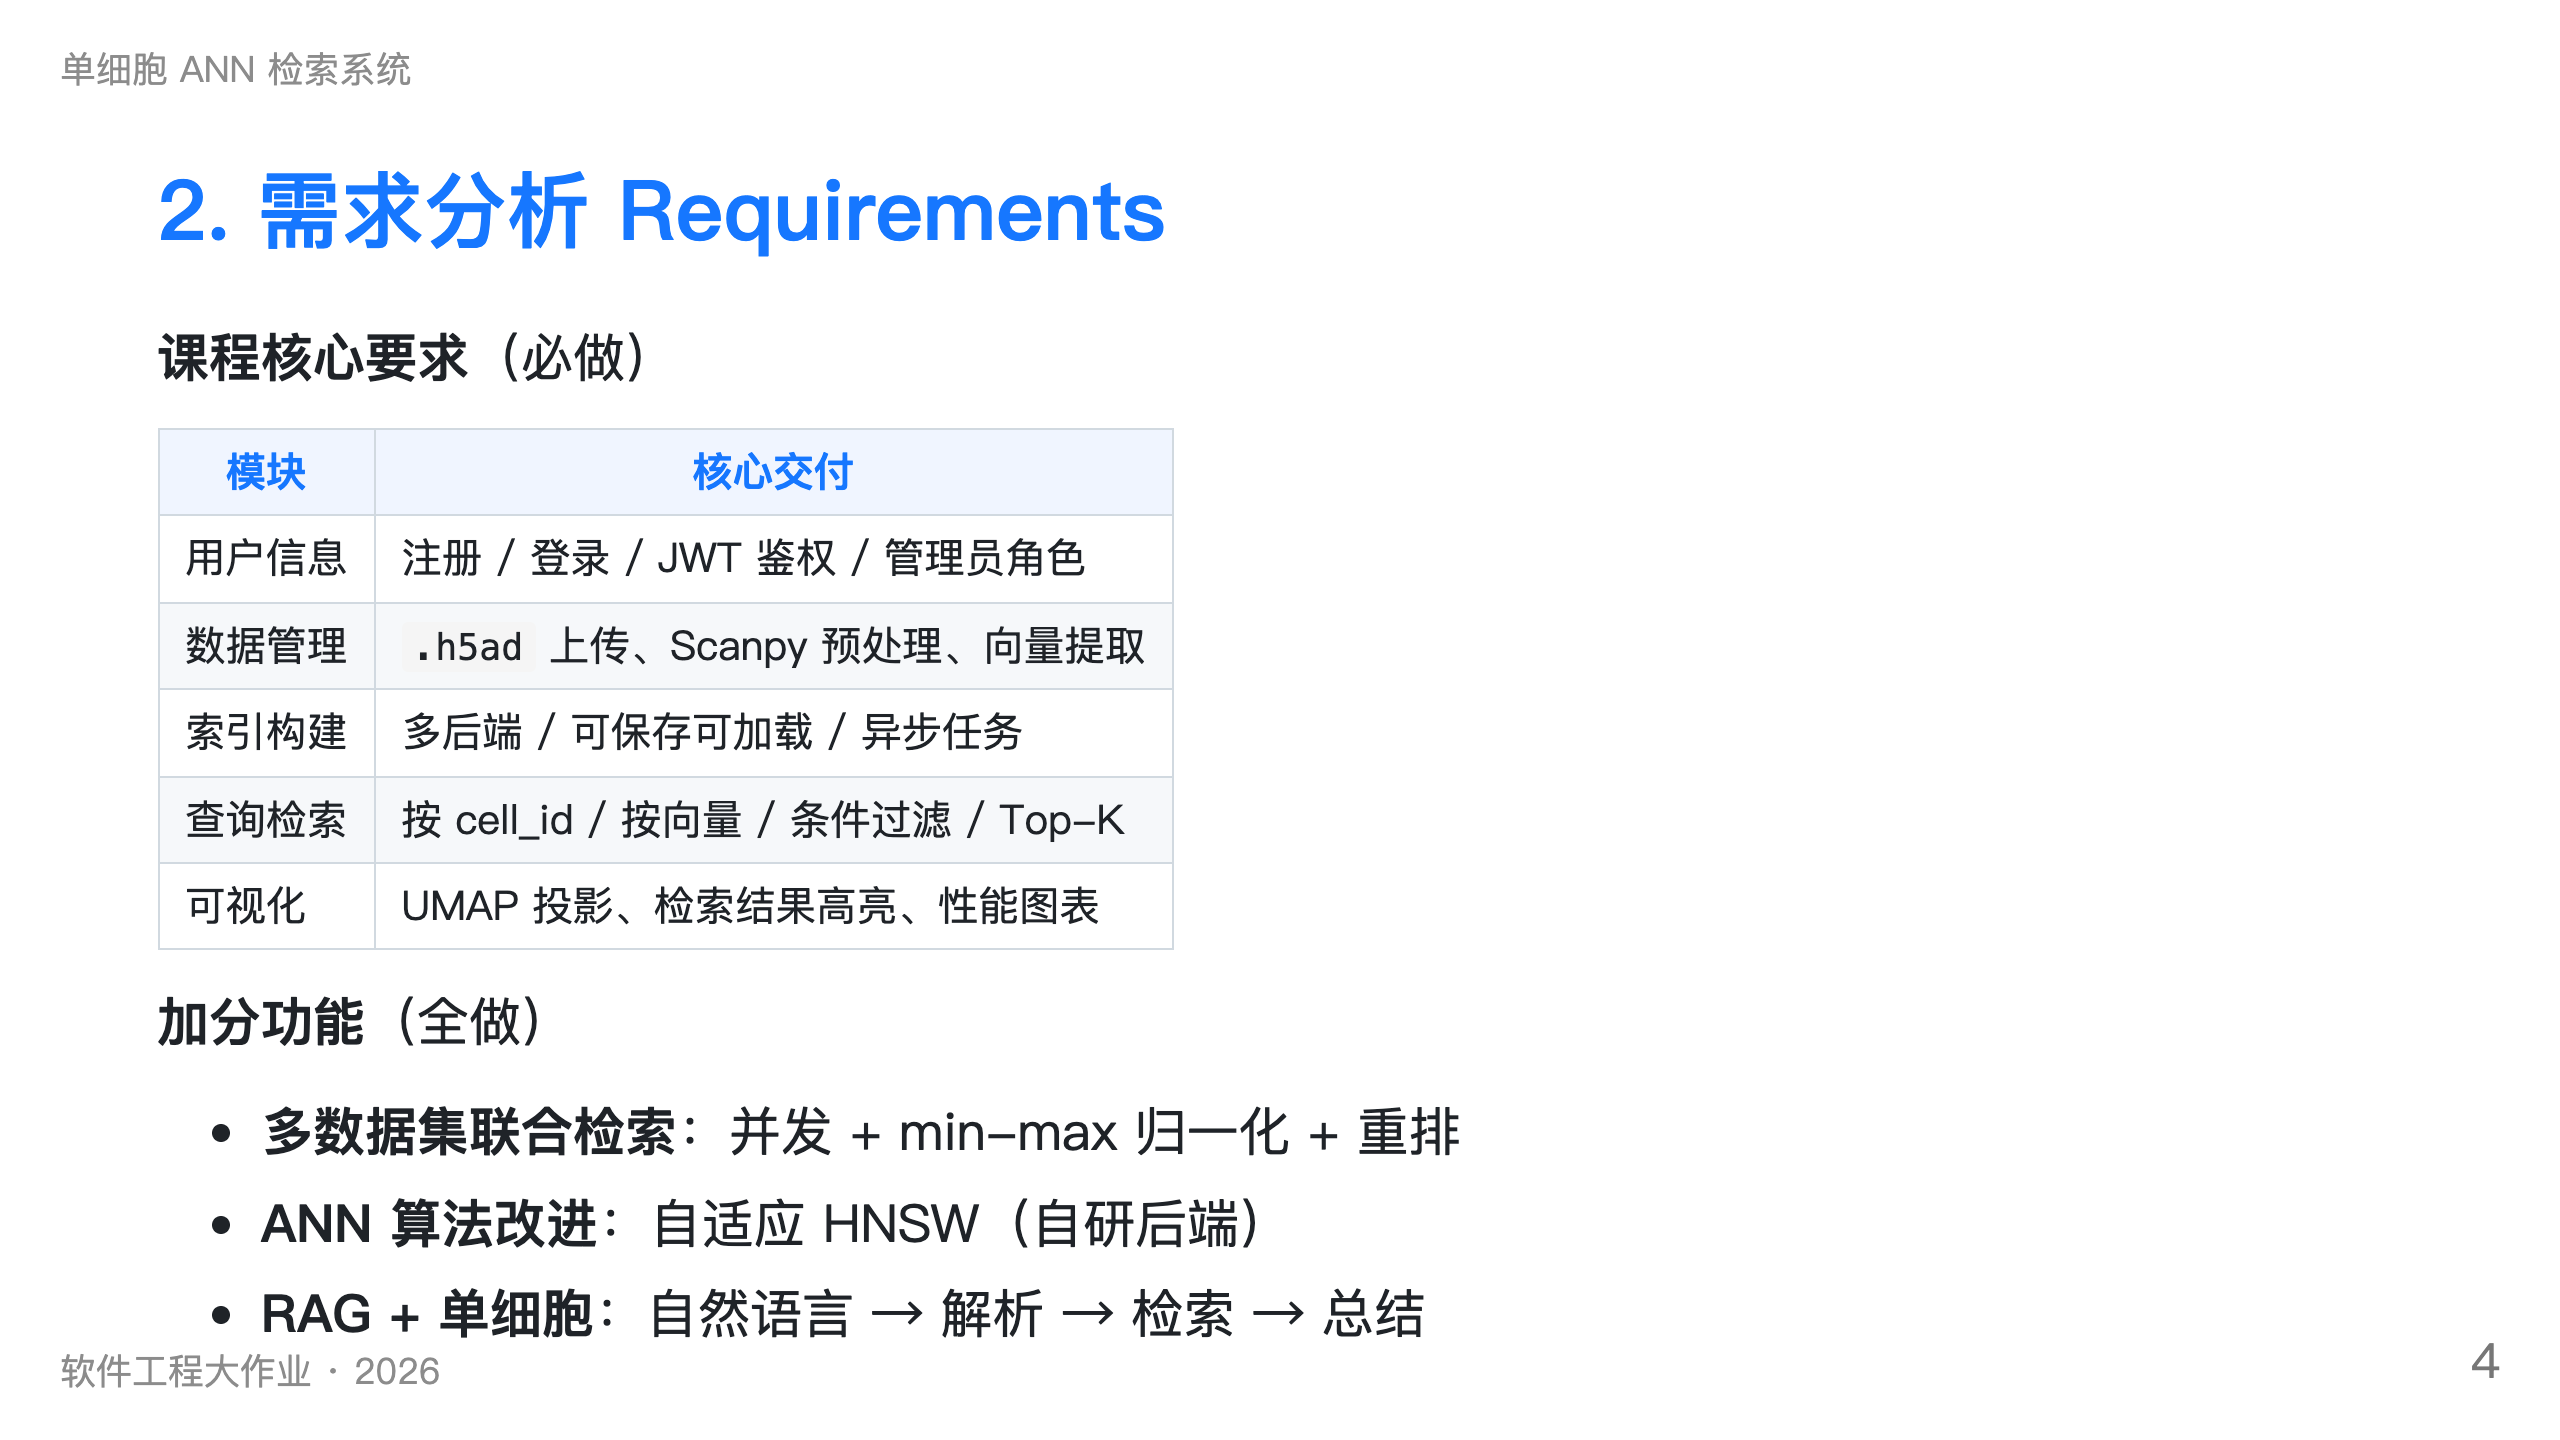 单细胞 ANN 检索系统
2. 需求分析 Requirements
课程核心要求（必做）
模块 核心交付
用户信息 注册 / 登录 / JWT 鉴权 / 管理员角色
数据管理 .h5ad 上传、Scanpy 预处理、向量提取
索引构建 多后端 / 可保存可加载 / 异步任务
查询检索 按 cell_id / 按向量 / 条件过滤 / Top-K
可视化 UMAP 投影、检索结果高亮、性能图表
加分功能（全做）
• 多数据集联合检索：并发 + min-max 归一化 + 重排
• ANN 算法改进：自适应 HNSW（自研后端）
• RAG + 单细胞：自然语言 → 解析 → 检索 → 总结
软件工程大作业 · 2026
4